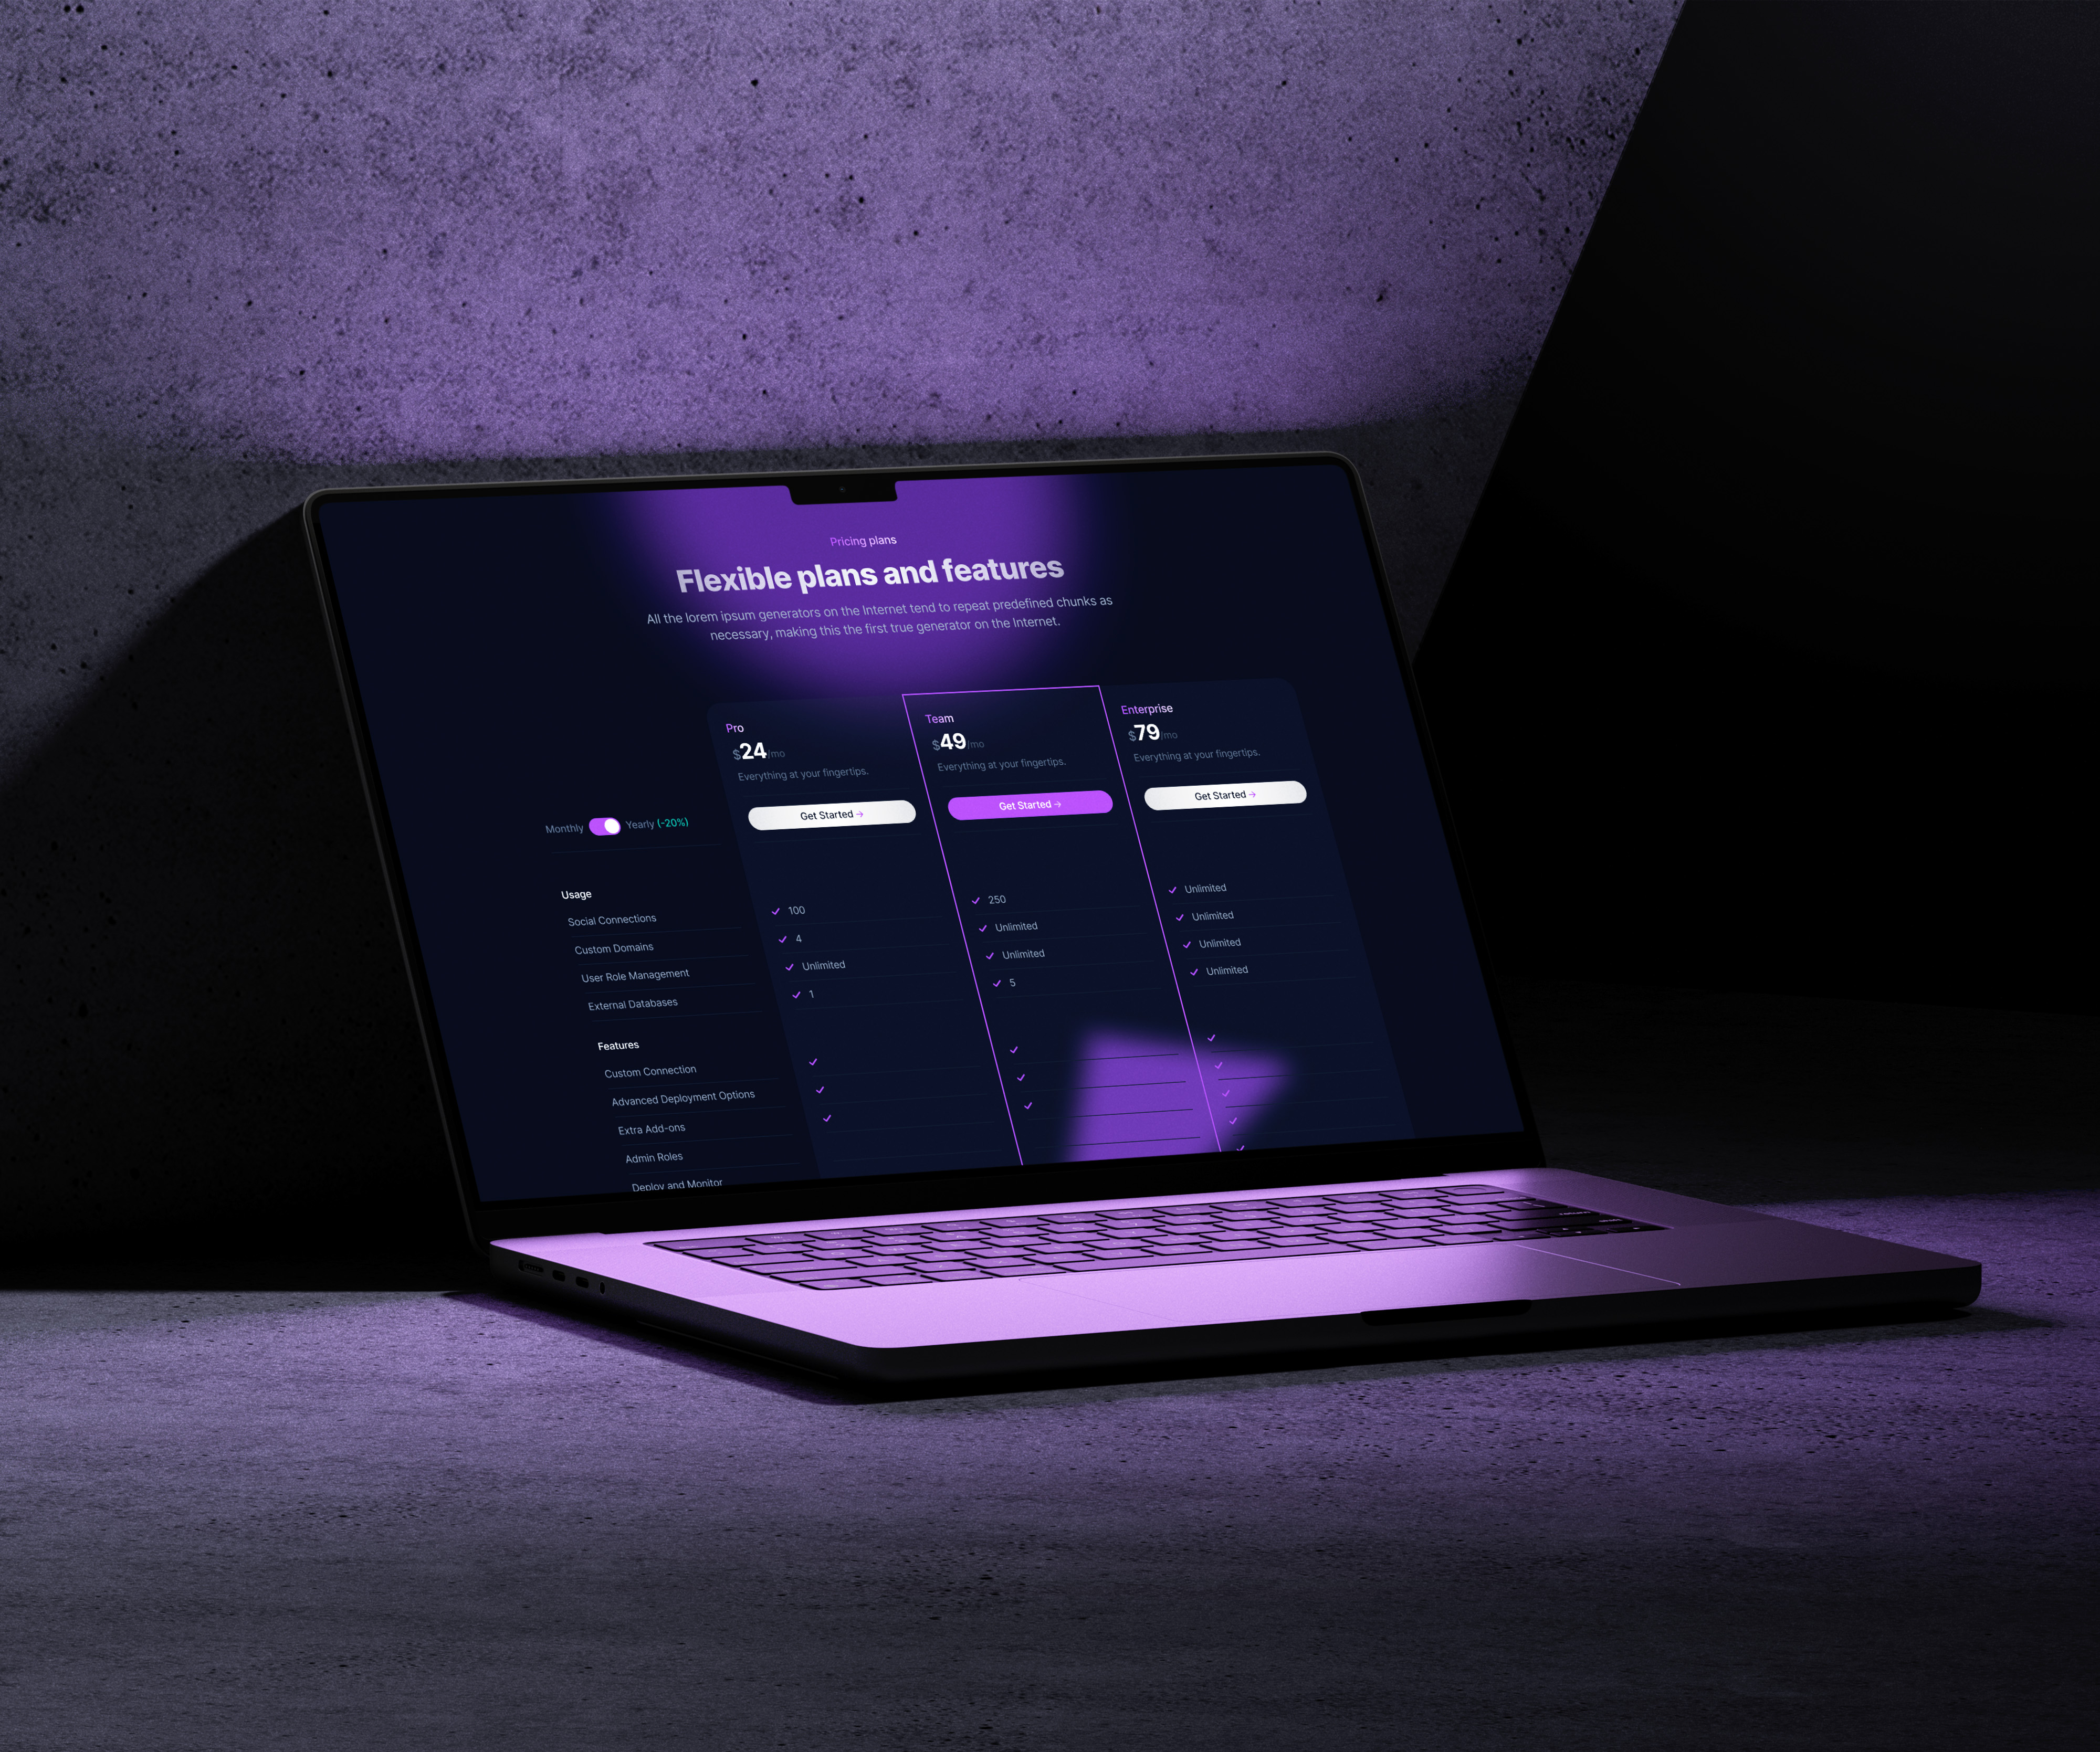 Pricing plans
Flexible plans and features
All the lorem ipsum generators on the Internet tend to repeat predefined chunks as
necessary, making this the first true generator on the Internet.
Pro
$24/mo
Everything at your fingertips.
Get Started →
Team
$49/mo
Everything at your fingertips.
Get Started →
Enterprise
$79/mo
Everything at your fingertips.
Get Started →
Monthly Yearly (-20%)
Usage
Social Connections ✓ 100 ✓ 250 ✓ Unlimited
Custom Domains ✓ 4 ✓ Unlimited ✓ Unlimited
User Role Management ✓ Unlimited ✓ Unlimited ✓ Unlimited
External Databases ✓ 1 ✓ 5 ✓ Unlimited
Features
Custom Connection ✓ ✓ ✓
Advanced Deployment Options ✓ ✓ ✓
Extra Add-ons ✓ ✓ ✓
Admin Roles ✓
Deploy and Monitor ✓